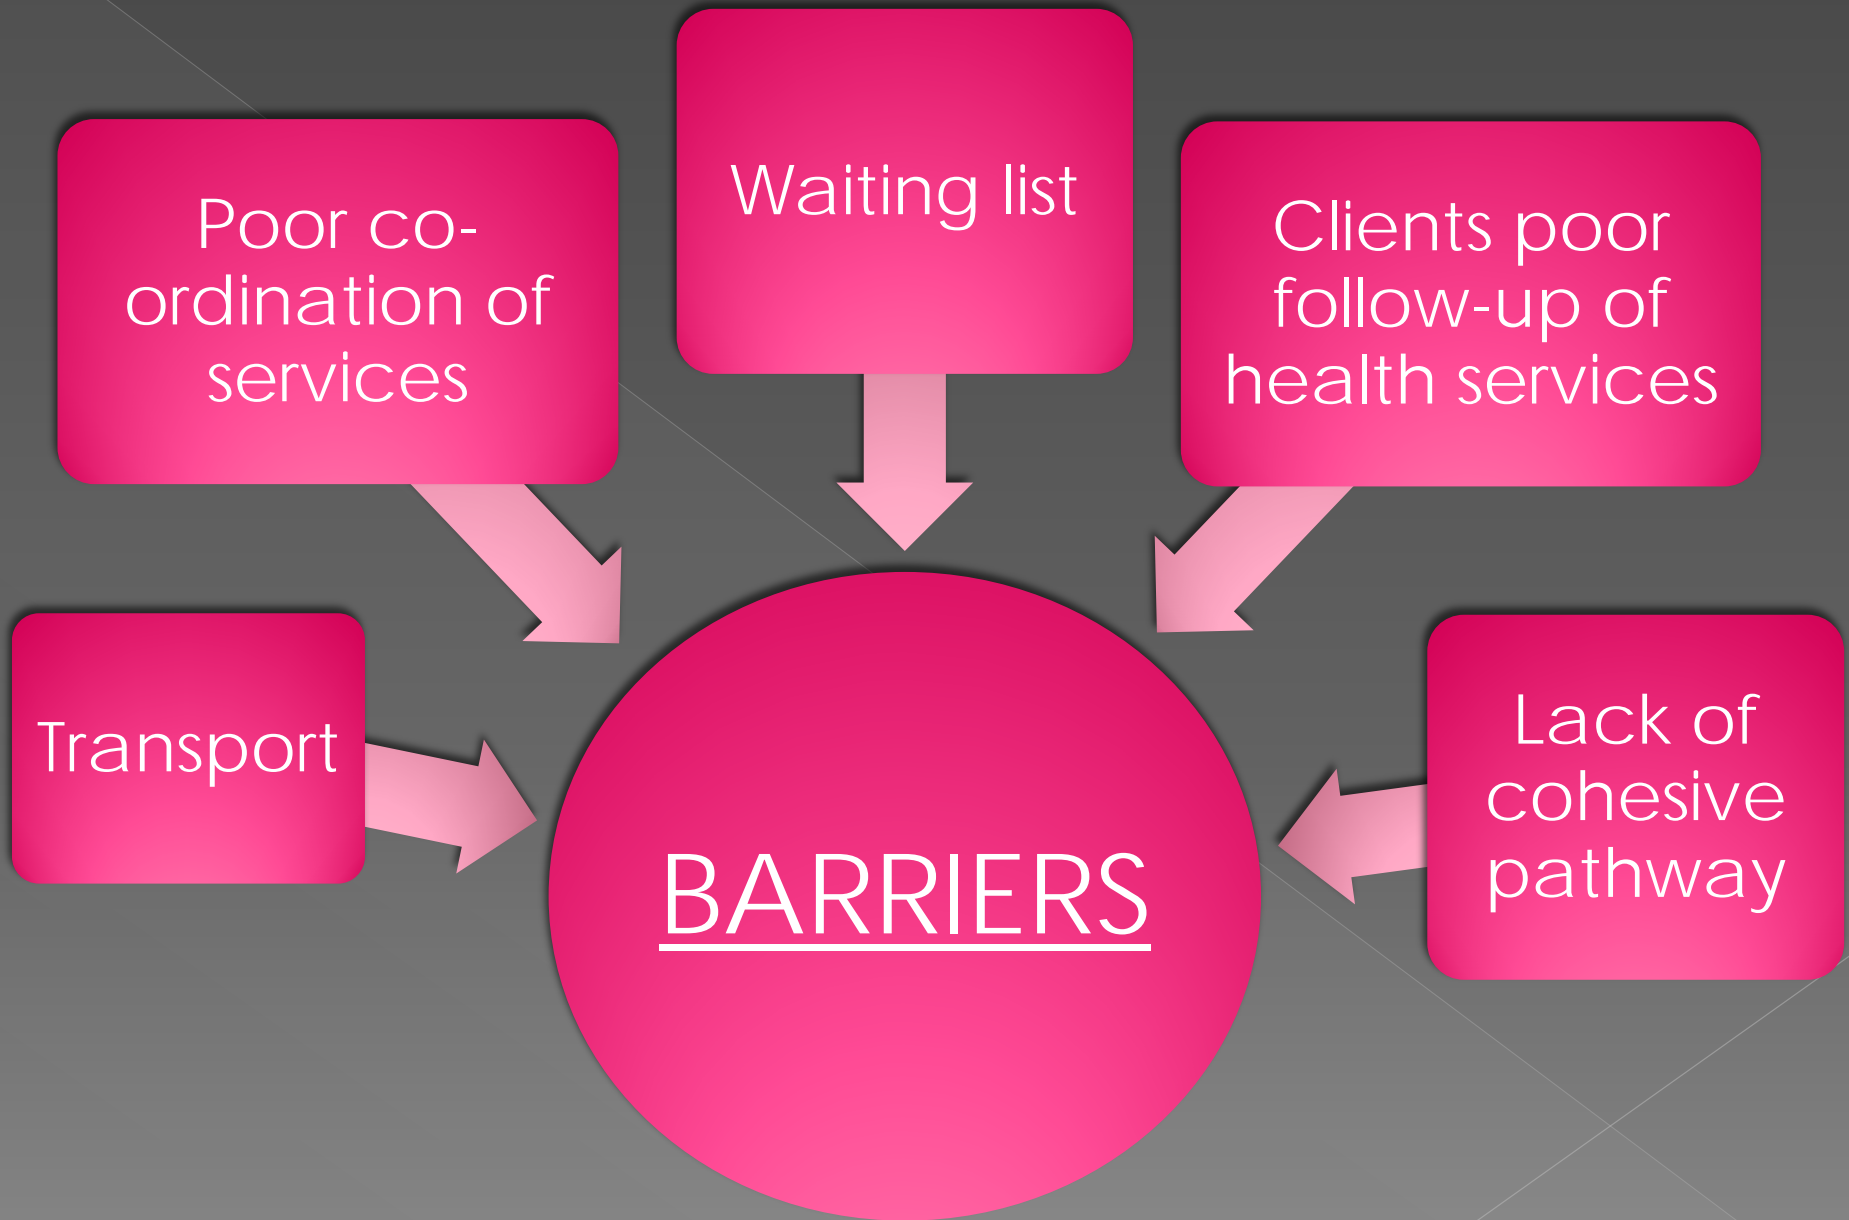 Waiting list
Poor co-
ordination of
services
Clients poor
follow-up of
health services
Transport
Lack of
cohesive
pathway
BARRIERS